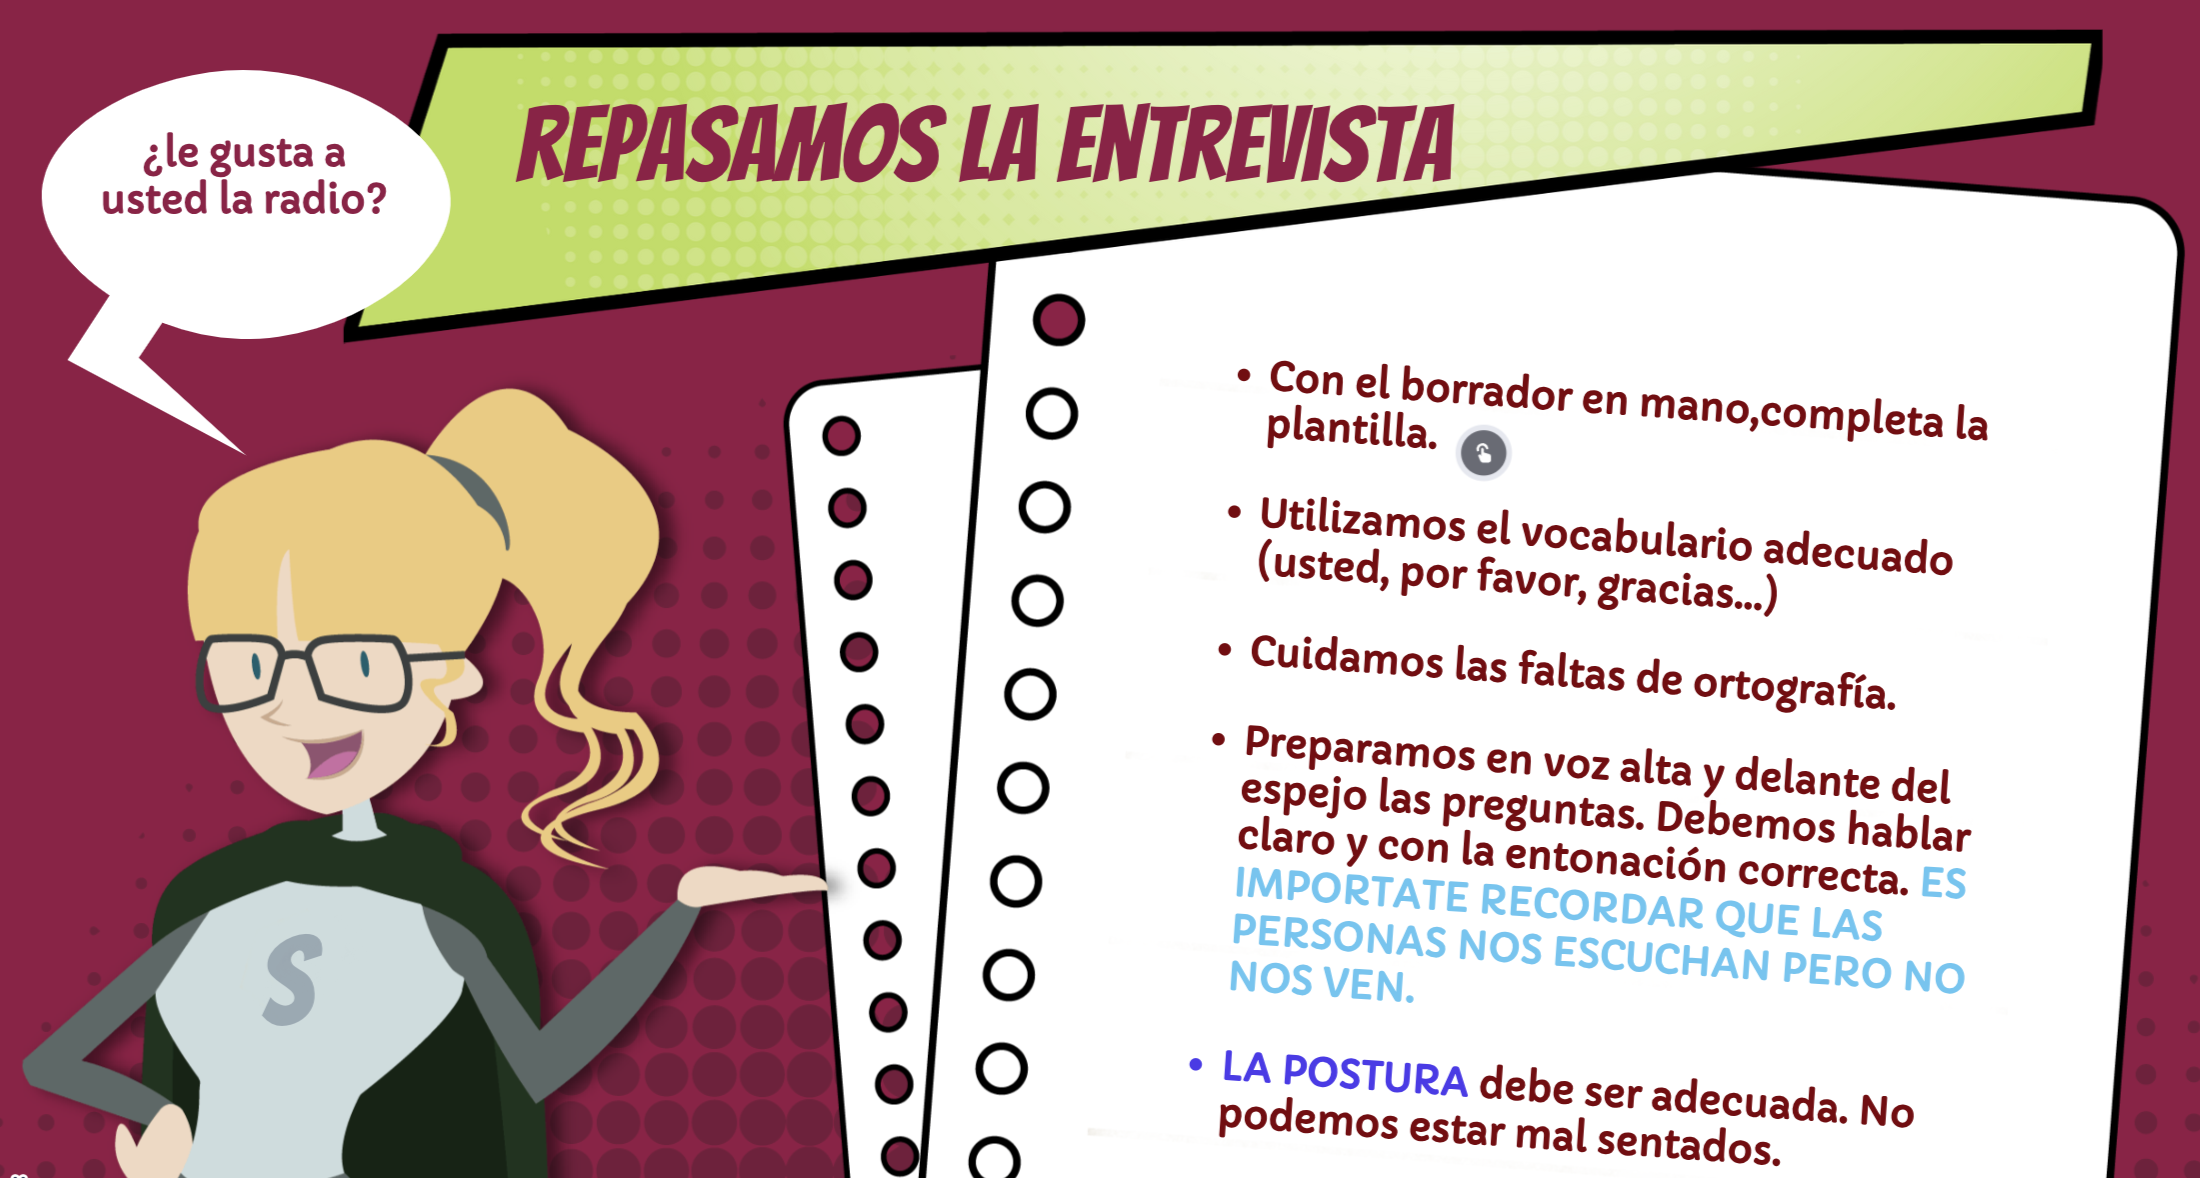 ¿le gusta a
usted la radio?
REPASAMOS LA ENTREVISTA
• Con el borrador en mano,completa la
plantilla.
• Utilizamos el vocabulario adecuado
(usted, por favor, gracias...)
• Cuidamos las faltas de ortografía.
• Preparamos en voz alta y delante del
espejo las preguntas. Debemos hablar
claro y con la entonación correcta. ES
IMPORTATE RECORDAR QUE LAS
PERSONAS NOS ESCUCHAN PERO NO
NOS VEN.
• LA POSTURA debe ser adecuada. No
podemos estar mal sentados.
S